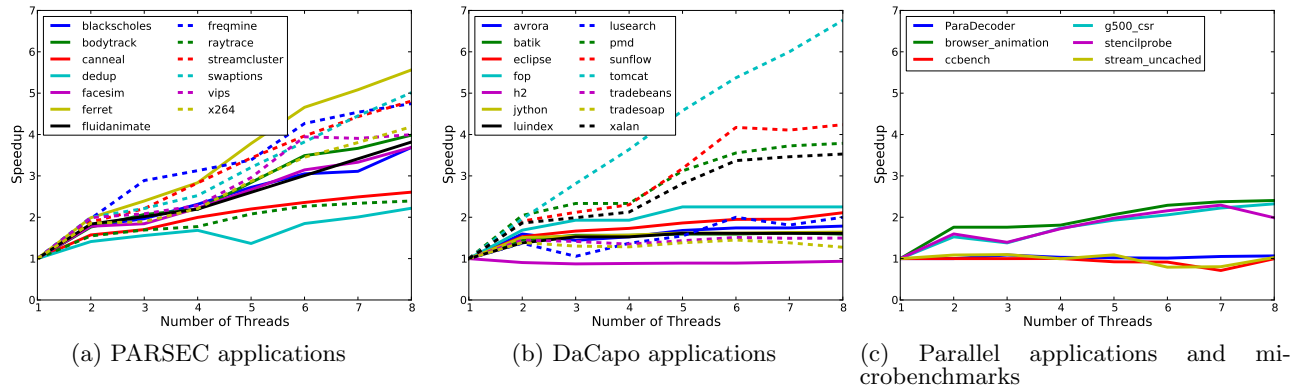 7
6
5
4
3
2
1
0
Speedup
blackscholes
bodytrack
canneal
dedup
facesim
ferret
fluidanimate
freqmine
raytrace
streamcluster
swaptions
vips
x264
1 2 3 4 5 6 7 8
Number of Threads
(a) PARSEC applications
7
6
5
4
3
2
1
0
Speedup
avrora
batik
eclipse
fop
h2
jython
luindex
lusearch
pmd
sunflow
tomcat
tradebeans
tradesoap
xalan
1 2 3 4 5 6 7 8
Number of Threads
(b) DaCapo applications
7
6
5
4
3
2
1
0
Speedup
ParaDecoder
browser_animation
ccbench
g500_csr
stencilprobe
stream_uncached
1 2 3 4 5 6 7 8
Number of Threads
(c) Parallel applications and mi-
crobenchmarks